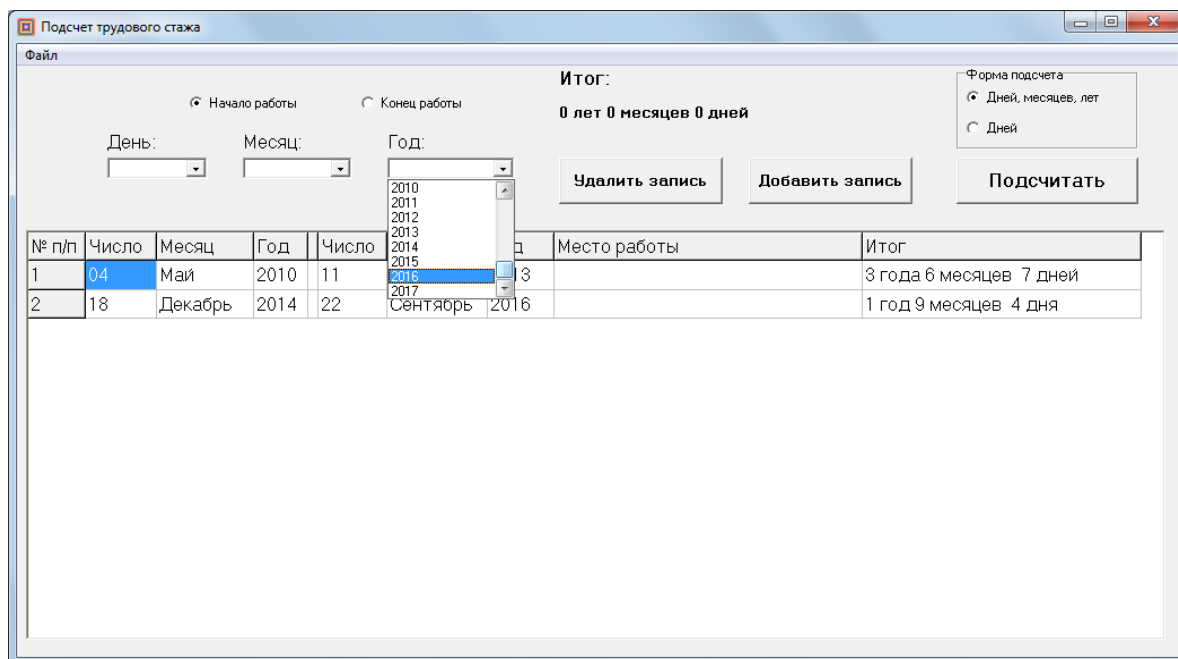 Подсчет трудового стажа
Файл
Итог:
Форма подсчета
Начало работы Конец работы
0 лет 0 месяцев 0 дней
Дней, месяцев, лет
Дней
День: Месяц: Год:
Удалить запись Добавить запись Подсчитать
2010
2011
2012
2013
2014
2015
2016
2017
№ п/п Число Месяц Год Число Место работы Итог
1 04 Май 2010 11 3 года 6 месяцев 7 дней
2 18 Декабрь 2014 22 Сентябрь 2016 1 год 9 месяцев 4 дня